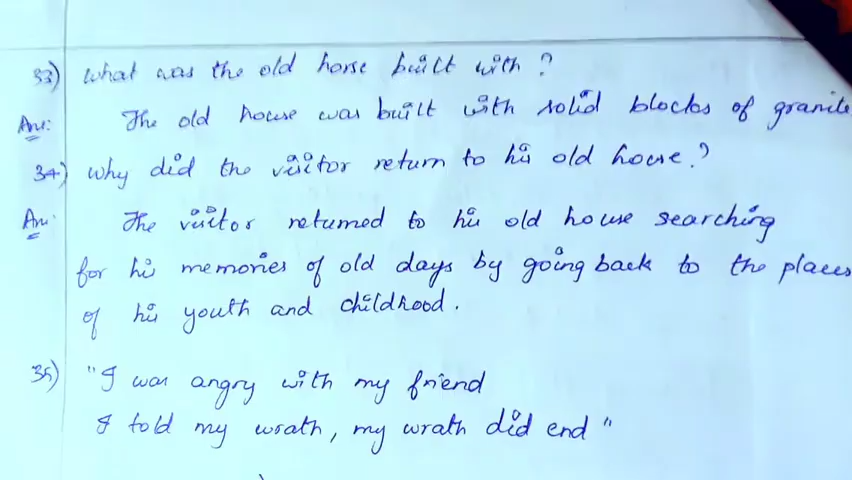 33) What was the old horse built with ?
Ans: The old house was built with solid blocks of granite
34) Why did the visitor return to his old house ?
Ans: The visitor returned to his old house searching
for his memories of old days by going back to the places
of his youth and childhood.
35) "I was angry with my friend
I told my wrath, my wrath did end "